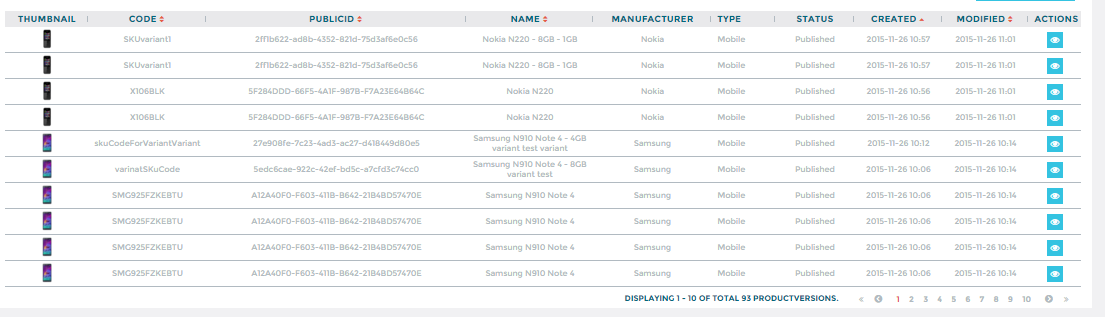 THUMBNAIL CODE PUBLICID NAME MANUFACTURER TYPE STATUS CREATED MODIFIED ACTIONS
SKUvariant1 2ff1b622-ad8b-4352-821d-75d3af6e0c56 Nokia N220 - 8GB - 1GB Nokia Mobile Published 2015-11-26 10:57 2015-11-26 11:01
SKUvariant1 2ff1b622-ad8b-4352-821d-75d3af6e0c56 Nokia N220 - 8GB - 1GB Nokia Mobile Published 2015-11-26 10:57 2015-11-26 11:01
X106BLK 5F284DDD-66F5-4A1F-987B-F7A23E64B64C Nokia N220 Nokia Mobile Published 2015-11-26 10:56 2015-11-26 11:01
X106BLK 5F284DDD-66F5-4A1F-987B-F7A23E64B64C Nokia N220 Nokia Mobile Published 2015-11-26 10:56 2015-11-26 11:01
skuCodeForVariantVariant 27e908fe-7c23-4ad3-ac27-d418449d80e5 Samsung N910 Note 4 - 4GB variant test variant Samsung Mobile Published 2015-11-26 10:12 2015-11-26 10:14
varinatSKuCode 5edc6cae-922c-42ef-bd5c-a7cfd3c74cc0 Samsung N910 Note 4 - 8GB variant test Samsung Mobile Published 2015-11-26 10:06 2015-11-26 10:14
SMG925FZKEBTU A12A40F0-F603-411B-B642-21B4BD57470E Samsung N910 Note 4 Samsung Mobile Published 2015-11-26 10:06 2015-11-26 10:14
SMG925FZKEBTU A12A40F0-F603-411B-B642-21B4BD57470E Samsung N910 Note 4 Samsung Mobile Published 2015-11-26 10:06 2015-11-26 10:14
SMG925FZKEBTU A12A40F0-F603-411B-B642-21B4BD57470E Samsung N910 Note 4 Samsung Mobile Published 2015-11-26 10:06 2015-11-26 10:14
SMG925FZKEBTU A12A40F0-F603-411B-B642-21B4BD57470E Samsung N910 Note 4 Samsung Mobile Published 2015-11-26 10:06 2015-11-26 10:14
DISPLAYING 1 - 10 OF TOTAL 93 PRODUCTVERSIONS. « 1 2 3 4 5 6 7 8 9 10 »